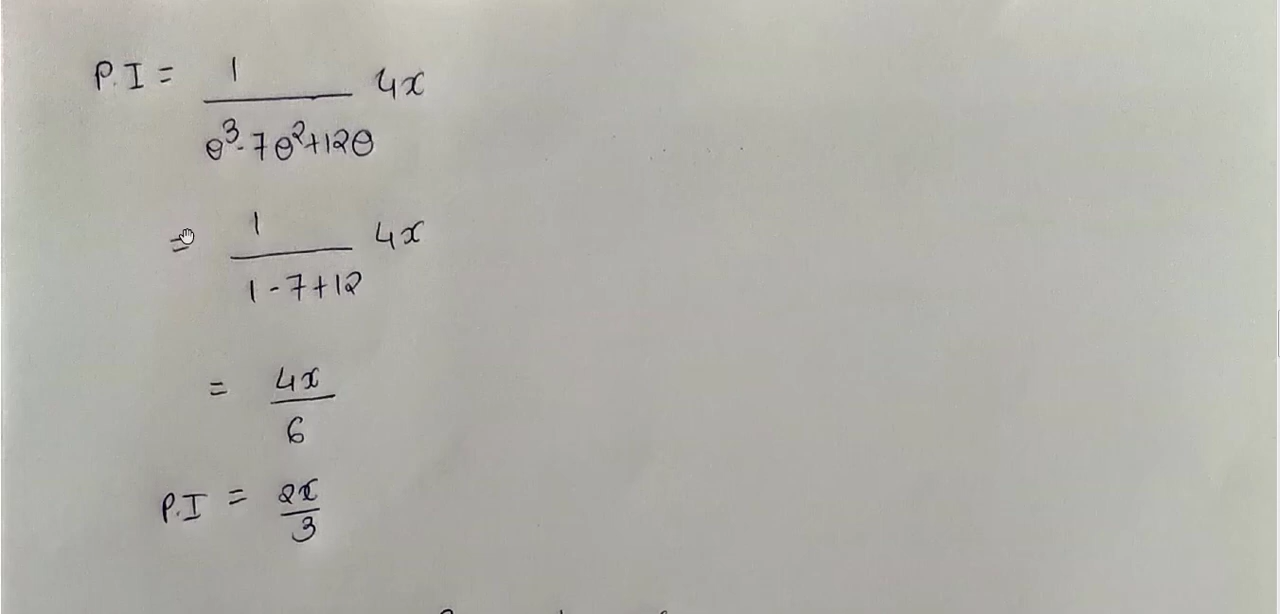 P.I = 1/(θ³-7θ²+12θ) 4x
= 1/(1-7+12) 4x
= 4x/6
P.I = 2x/3